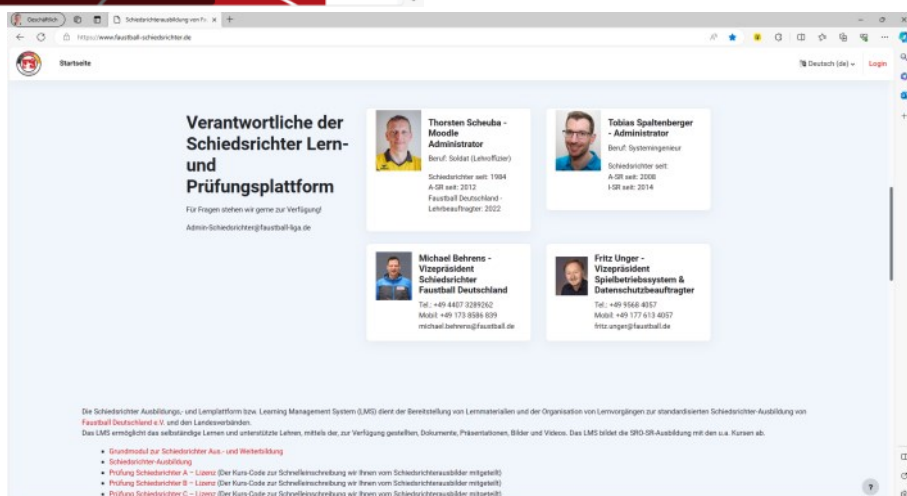 Geschäftlich
Schiedsrichterausbildung von Fa
https://www.faustball-schiedsrichter.de
Startseite
Deutsch (de)
Login
Verantwortliche der
Schiedsrichter Lern-
und
Prüfungsplattform
Für Fragen stehen wir gerne zur Verfügung!
Admin-Schiedsrichter@faustball-liga.de
Thorsten Scheuba -
Moodle
Administrator
Beruf: Soldat (Lehroffizier)
Schiedsrichter seit: 1984
A-SR seit: 2012
Faustball Deutschland -
Lehrbeauftragter: 2022
Tobias Spaltenberger
- Administrator
Beruf: Systemingenieur
Schiedsrichter seit:
A-SR seit: 2008
I-SR seit: 2014
Michael Behrens -
Vizepräsident
Schiedsrichter
Faustball Deutschland
Tel.: +49 4407 3289262
Mobil: +49 173 8586 839
michael.behrens@faustball.de
Fritz Unger -
Vizepräsident
Spielbetriebssystem &
Datenschutzbeauftragter
Tel.: +49 9568 4057
Mobil: +49 177 613 4057
fritz.unger@faustball.de
Die Schiedsrichter Ausbildungs,- und Lernplattform bzw. Learning Management System (LMS) dient der Bereitstellung von Lernmaterialien und der Organisation von Lernvorgängen zur standardisierten Schiedsrichter-Ausbildung von
Faustball Deutschland e.V. und den Landesverbänden.
Das LMS ermöglicht das selbständige Lernen und unterstützte Lehren, mittels der, zur Verfügung gestellten, Dokumente, Präsentationen, Bilder und Videos. Das LMS bildet die SRO-SR-Ausbildung mit den u.a. Kursen ab.
• Grundmodul zur Schiedsrichter Aus.- und Weiterbildung
• Schiedsrichter-Ausbildung
• Prüfung Schiedsrichter A – Lizenz (Der Kurs-Code zur Schnelleinschreibung wir Ihnen vom Schiedsrichterausbilder mitgeteilt)
• Prüfung Schiedsrichter B – Lizenz (Der Kurs-Code zur Schnelleinschreibung wir Ihnen vom Schiedsrichterausbilder mitgeteilt)
• Prüfung Schiedsrichter C – Lizenz (Der Kurs-Code zur Schnelleinschreibung wir Ihnen vom Schiedsrichterausbilder mitgeteilt)
?